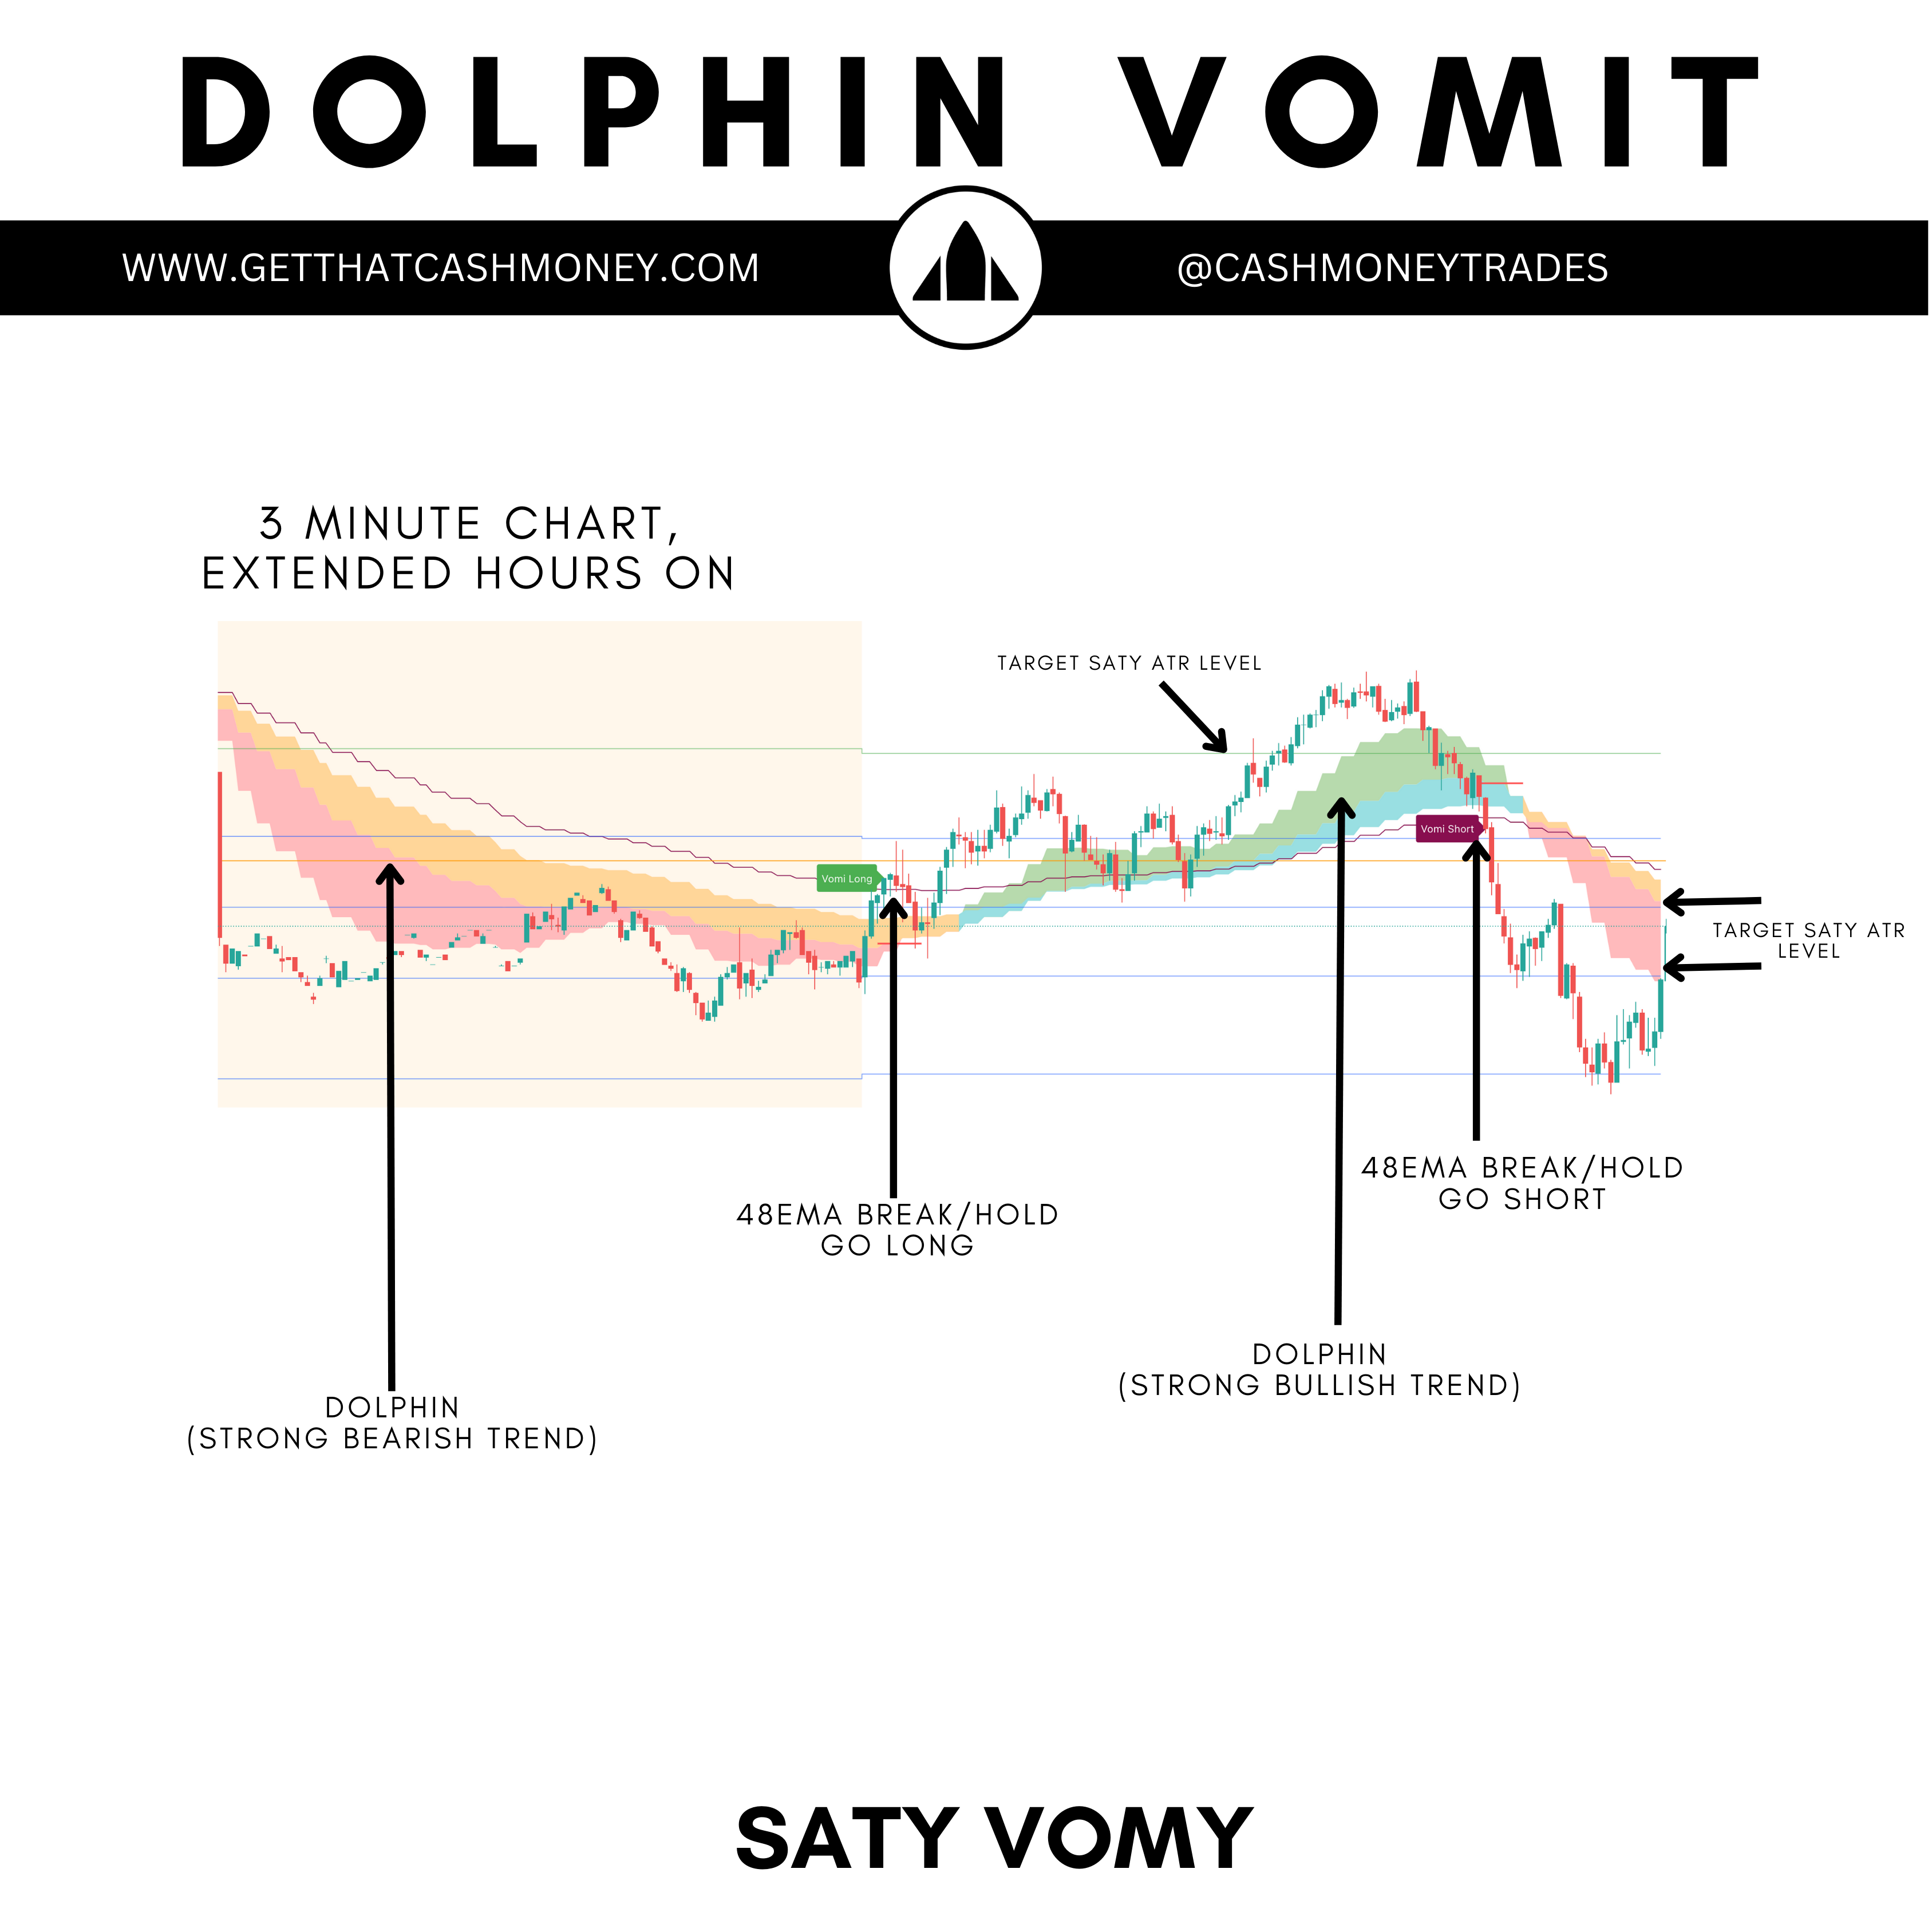 DOLPHIN VOMIT
WWW.GETTHATCASHMONEY.COM
@CASHMONEYTRADES
3 MINUTE CHART,
EXTENDED HOURS ON
TARGET SATY ATR LEVEL
Vomi Long
Vomi Short
TARGET SATY ATR
LEVEL
48EMA BREAK/HOLD
GO SHORT
48EMA BREAK/HOLD
GO LONG
DOLPHIN
(STRONG BULLISH TREND)
DOLPHIN
(STRONG BEARISH TREND)
SATY VOMY